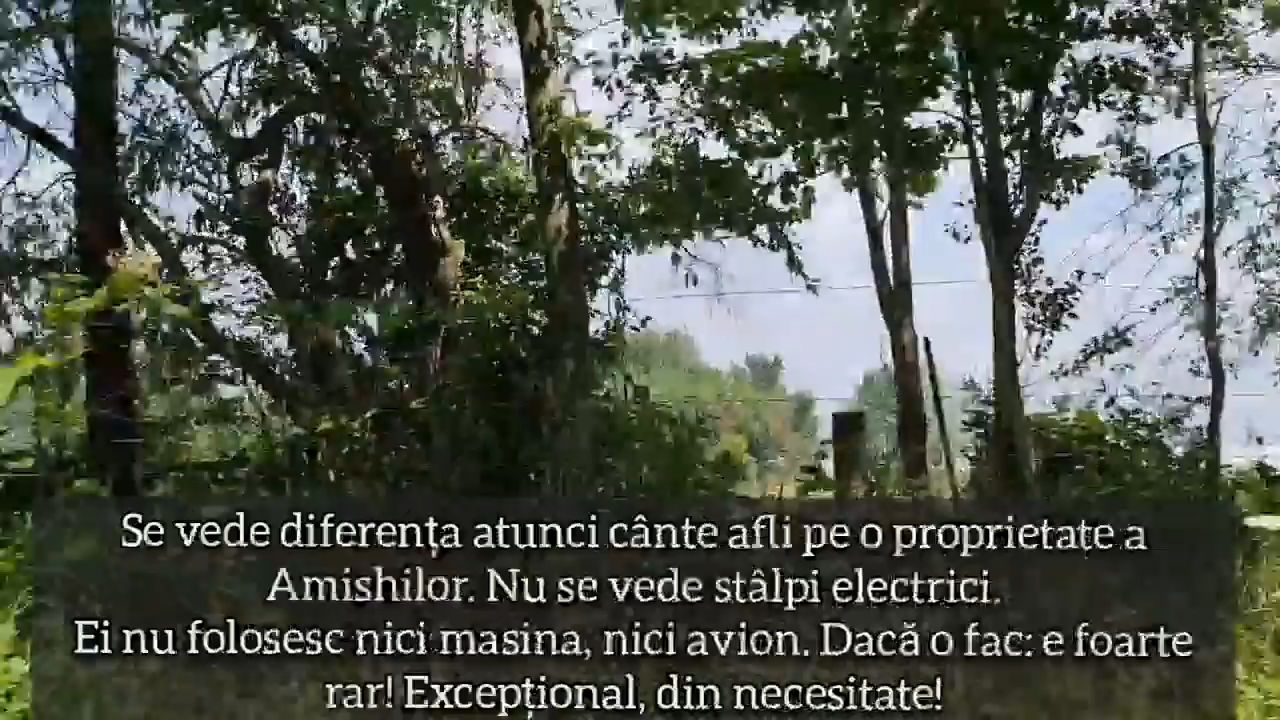 Se vede diferența atunci cânte afli pe o proprietate a
Amishilor. Nu se vede stâlpi electrici.
Ei nu folosesc nici masina, nici avion. Dacă o fac: e foarte
rar! Excepțional, din necesitate!